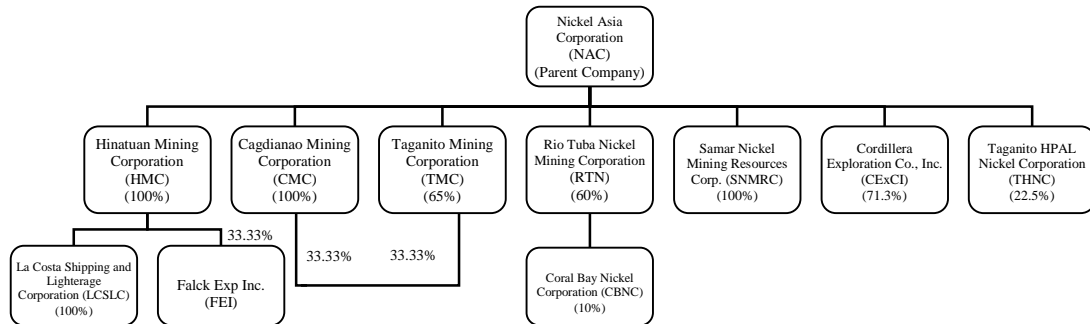 Nickel Asia
Corporation
(NAC)
(Parent Company)
Hinatuan Mining
Corporation
(HMC)
(100%)
Cagdianao Mining
Corporation
(CMC)
(100%)
Taganito Mining
Corporation
(TMC)
(65%)
Rio Tuba Nickel
Mining Corporation
(RTN)
(60%)
Samar Nickel
Mining Resources
Corp. (SNMRC)
(100%)
Cordillera
Exploration Co., Inc.
(CExCI)
(71.3%)
Taganito HPAL
Nickel Corporation
(THNC)
(22.5%)
33.33%
33.33%
33.33%
La Costa Shipping and
Lighterage
Corporation (LCSLC)
(100%)
Falck Exp Inc.
(FEI)
Coral Bay Nickel
Corporation (CBNC)
(10%)